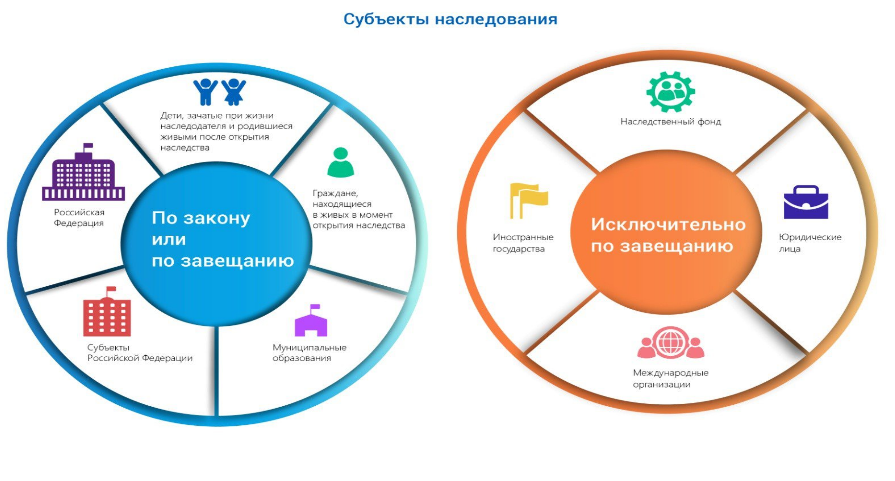 Субъекты наследования
Дети, зачатые при жизни
наследодателя и родившиеся
живыми после открытия
наследства
Граждане,
находящиеся
в живых в момент
открытия наследства
Российская
Федерация
По закону
или
по завещанию
Субъекты
Российской Федерации
Муниципальные
образования
Наследственный фонд
Иностранные
государства
Исключительно
по завещанию
Юридические
лица
Международные
организации